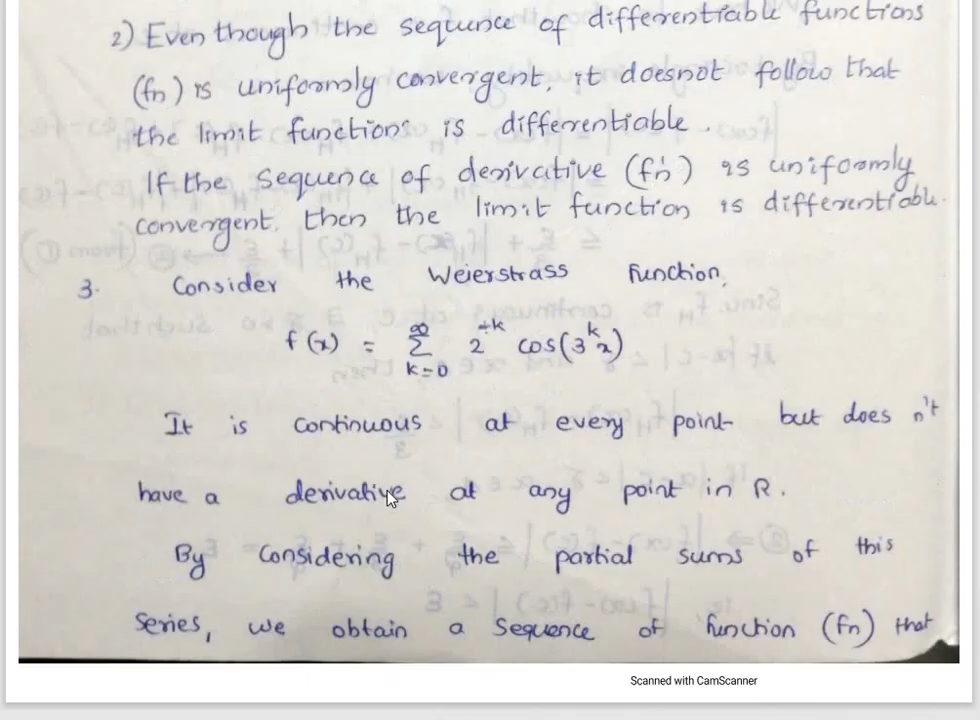 2) Even though the sequence of differentiable functions
(fn) is uniformly convergent, it doesnot follow that
the limit functions is differentiable.
If the sequence of derivative (fn') is uniformly
convergent. then the limit function is differentiable.
3. Consider the Weierstrass function,
f(x) = ∞Σk=0 2^-k cos(3^k x)
It is continuous at every point but does n't
have a derivative at any point in R.
By considering the partial sums of this
series, we obtain a sequence of function (fn) that
Scanned with CamScanner